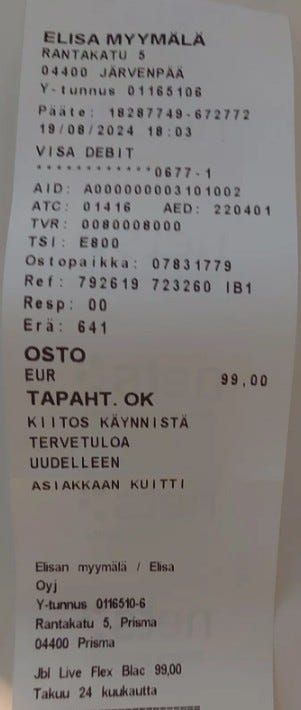 ELISA MYYMÄLÄ
RANTAKATU 5
04400 JÄRVENPÄÄ
Y-tunnus 01165106
Pääte: 18287749-672772
19/08/2024 18:03
VISA DEBIT
************0677-1
AID: A0000000003101002
ATC: 01416 AED: 220401
TVR: 0080008000
TSI: E800
Ostopaikka: 07831779
Ref: 792619 723260 IB1
Resp: 00
Erä: 641
OSTO
EUR 99,00
TAPAHT. OK
KIITOS KÄYNNISTÄ
TERVETULOA
UUDELLEEN
ASIAKKAAN KUITTI
Elisan myymälä / Elisa
Oyj
Y-tunnus 0116510-6
Rantakatu 5, Prisma
04400 Prisma
Jbl Live Flex Blac 99,00
Takuu 24 kuukautta